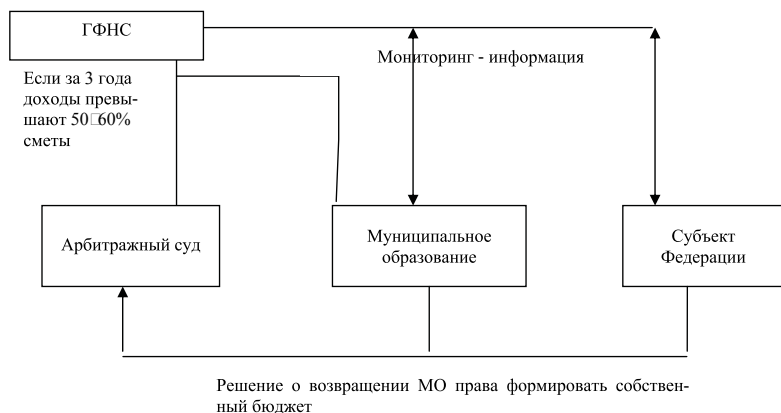 ГФНС
Мониторинг - информация
Если за 3 года
доходы превы-
шают 50□60%
сметы
Арбитражный суд
Муниципальное
образование
Субъект
Федерации
Решение о возвращении МО права формировать собствен-
ный бюджет